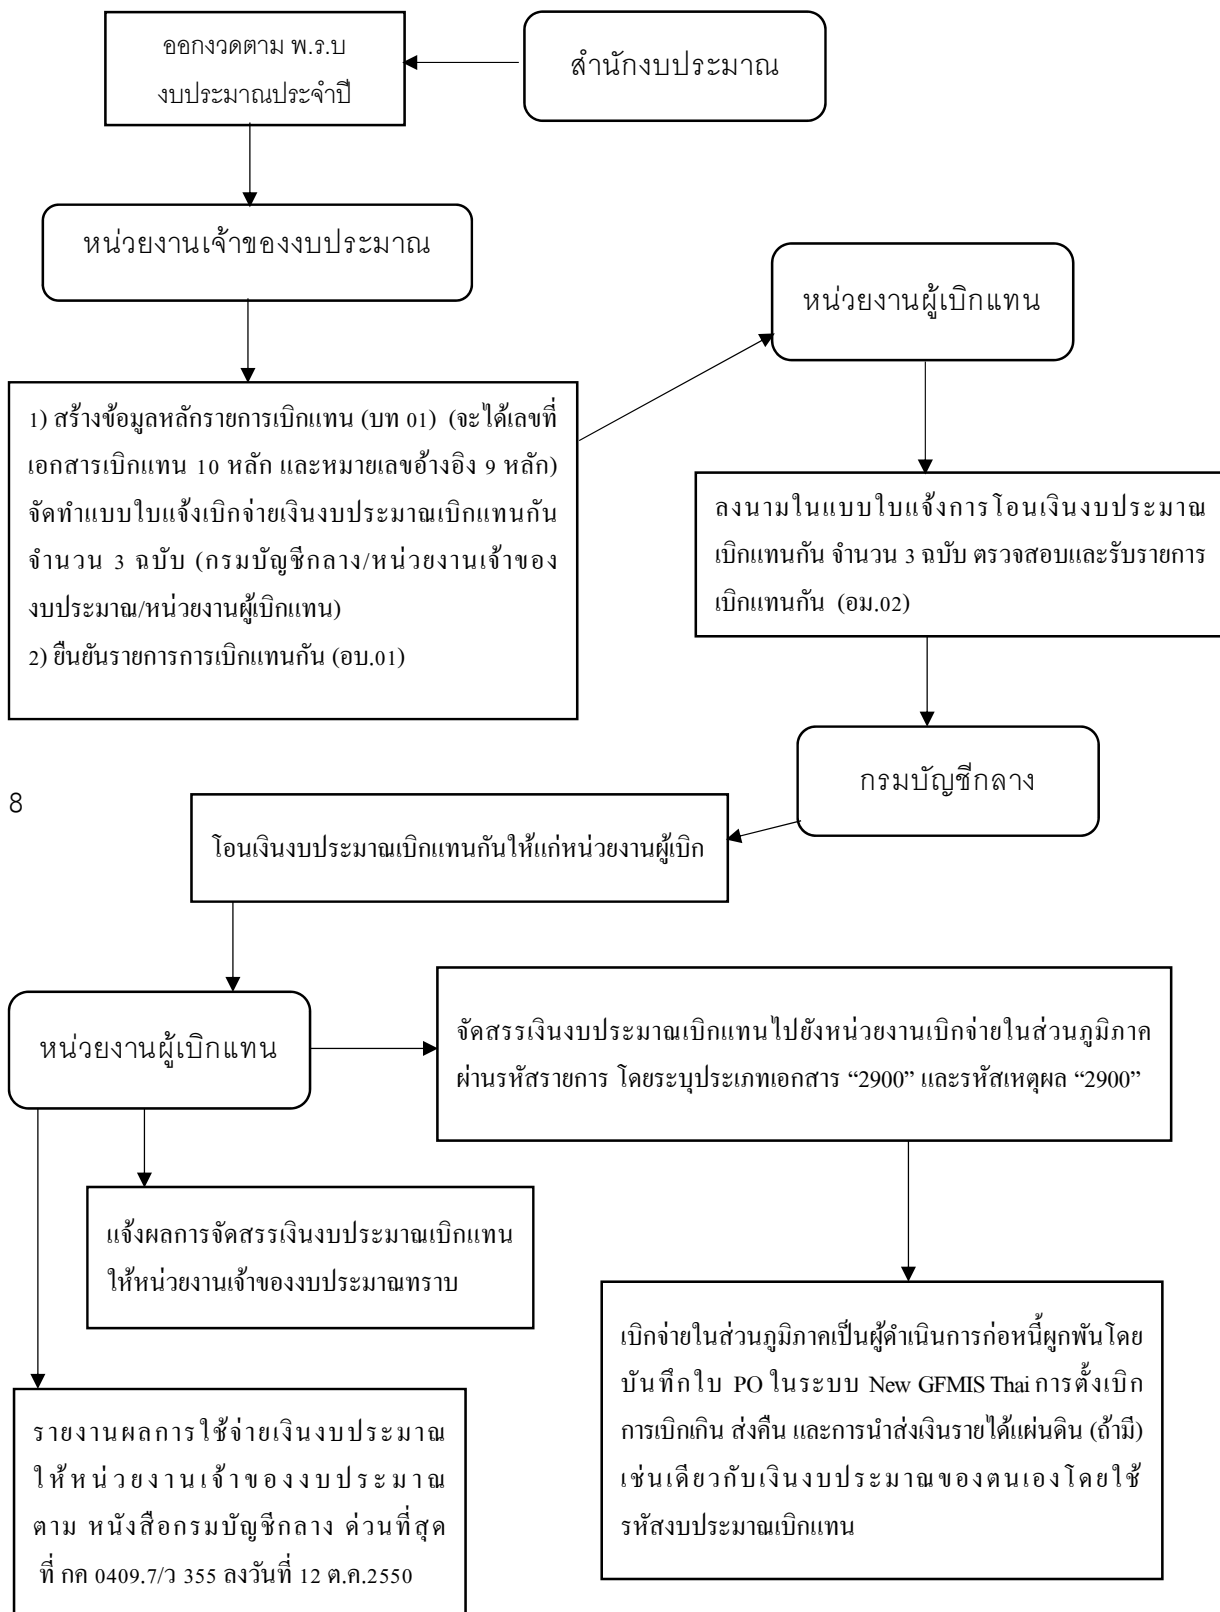 ออกงวดตาม พ.ร.บ
งบประมาณประจำปี
สำนักงบประมาณ
หน่วยงานเจ้าของงบประมาณ
หน่วยงานผู้เบิกแทน
1) สร้างข้อมูลหลักรายการเบิกแทน (บท 01) (จะได้เลขที่
เอกสารเบิกแทน 10 หลัก และหมายเลขอ้างอิง 9 หลัก)
จัดทำแบบใบแจ้งเบิกจ่ายเงินงบประมาณเบิกแทนกัน
จำนวน 3 ฉบับ (กรมบัญชีกลาง/หน่วยงานเจ้าของ
งบประมาณ/หน่วยงานผู้เบิกแทน)
2) ยืนยันรายการการเบิกแทนกัน (อบ.01)
ลงนามในแบบใบแจ้งการโอนเงินงบประมาณ
เบิกแทนกัน จำนวน 3 ฉบับ ตรวจสอบและรับรายการ
เบิกแทนกัน (อม.02)
กรมบัญชีกลาง
8
โอนเงินงบประมาณเบิกแทนกันให้แก่หน่วยงานผู้เบิก
หน่วยงานผู้เบิกแทน
จัดสรรเงินงบประมาณเบิกแทนไปยังหน่วยงานเบิกจ่ายในส่วนภูมิภาค
ผ่านรหัสรายการ โดยระบุประเภทเอกสาร “2900” และรหัสเหตุผล “2900”
แจ้งผลการจัดสรรเงินงบประมาณเบิกแทน
ให้หน่วยงานเจ้าของงบประมาณทราบ
เบิกจ่ายในส่วนภูมิภาคเป็นผู้ดำเนินการก่อหนี้ผูกพันโดย
บันทึกใบ PO ในระบบ New GFMIS Thai การตั้งเบิก
การเบิกเกิน ส่งคืน และการนำส่งเงินรายได้แผ่นดิน (ถ้ามี)
เช่นเดียวกับเงินงบประมาณของตนเองโดยใช้
รหัสงบประมาณเบิกแทน
รายงานผลการใช้จ่ายเงินงบประมาณ
ให้หน่วยงานเจ้าของงบประมาณ
ตาม หนังสือกรมบัญชีกลาง ด่วนที่สุด
ที่ กค 0409.7/ว 355 ลงวันที่ 12 ต.ค.2550